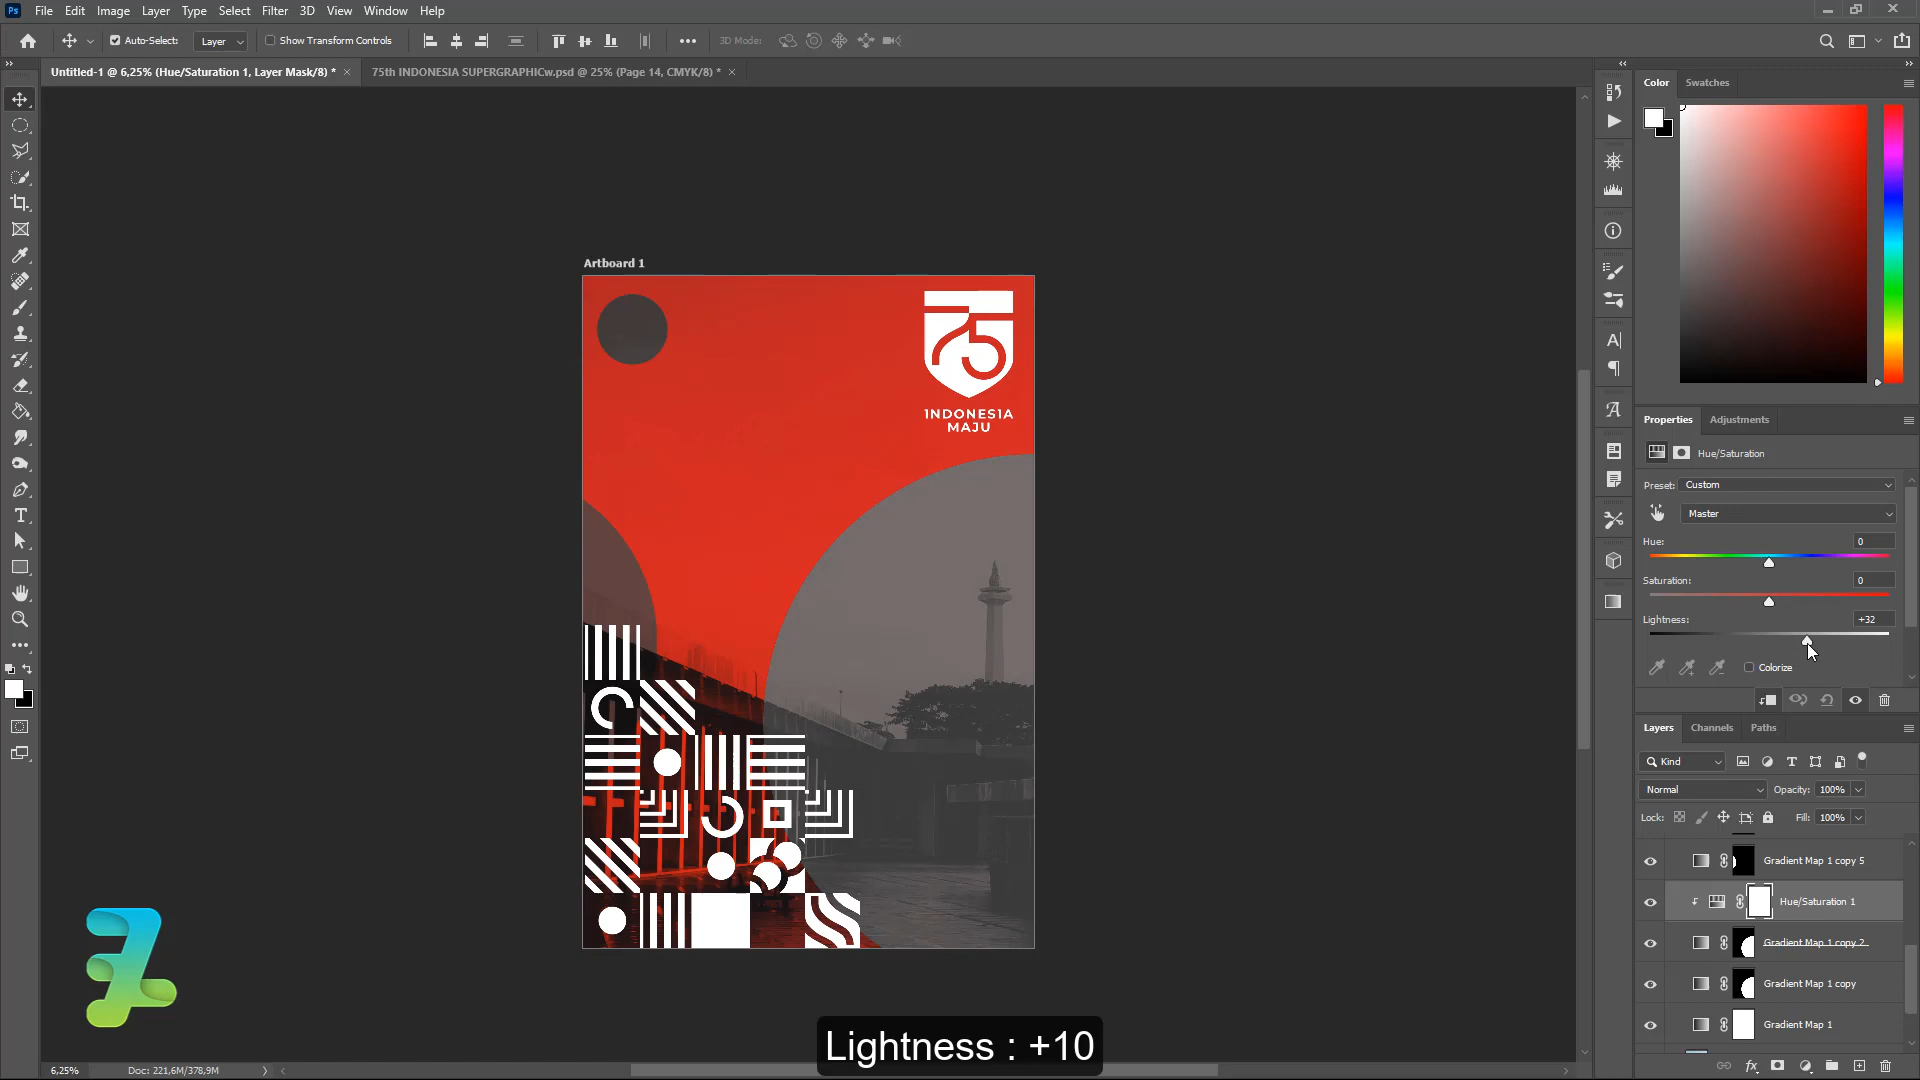 Ps File Edit Image Layer Type Select Filter 3D View Window Help
Auto-Select: Layer Show Transform Controls 3D Mode:
Untitled-1 @ 6,25% (Hue/Saturation 1, Layer Mask/8) * 75th INDONESIA SUPERGRAPHICw.psd @ 25% (Page 14, CMYK/8) *
Color Swatches
Artboard 1
75
INDONESIA
MAJU
Properties Adjustments
Hue/Saturation
Preset: Custom
Master
Hue: 0
Saturation: 0
Lightness: +32
Colorize
Layers Channels Paths
Kind
Normal Opacity: 100%
Lock: Fill: 100%
Gradient Map 1 copy 5
Hue/Saturation 1
Gradient Map 1 copy 2
Gradient Map 1 copy
Gradient Map 1
Lightness : +10
6,25% Doc: 221,6M/378,9M